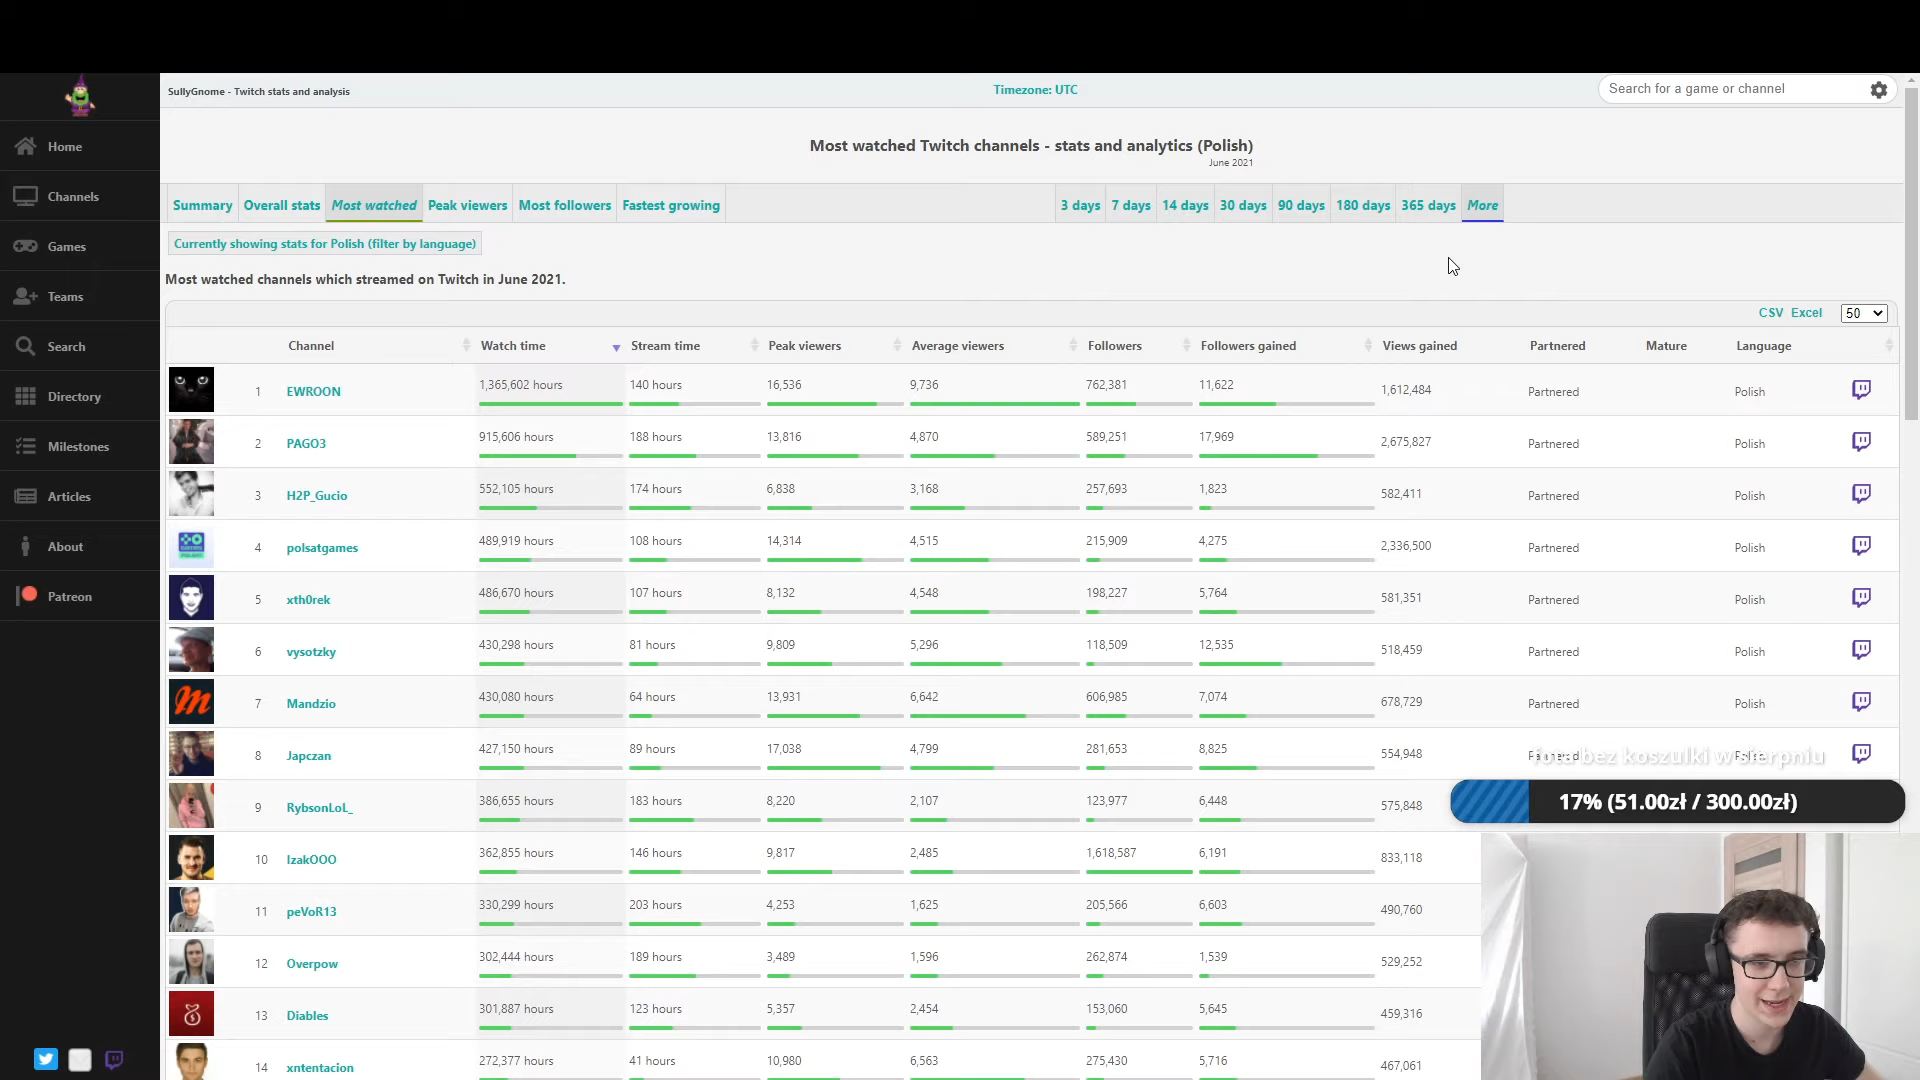 SullyGnome - Twitch stats and analysis
Timezone: UTC
Search for a game or channel
Home
Channels
Games
Teams
Search
Directory
Milestones
Articles
About
Patreon
Most watched Twitch channels - stats and analytics (Polish)
June 2021
Summary Overall stats Most watched Peak viewers Most followers Fastest growing 3 days 7 days 14 days 30 days 90 days 180 days 365 days More
Currently showing stats for Polish (filter by language)
Most watched channels which streamed on Twitch in June 2021.
CSV Excel 50
Channel Watch time Stream time Peak viewers Average viewers Followers Followers gained Views gained Partnered Mature Language
1 EWROON 1,365,602 hours 140 hours 16,536 9,736 762,381 11,622 1,612,484 Partnered Polish
2 PAGO3 915,606 hours 188 hours 13,816 4,870 589,251 17,969 2,675,827 Partnered Polish
3 H2P_Gucio 552,105 hours 174 hours 6,838 3,168 257,693 1,823 582,411 Partnered Polish
4 polsatgames 489,919 hours 108 hours 14,314 4,515 215,909 4,275 2,336,500 Partnered Polish
5 xth0rek 486,670 hours 107 hours 8,132 4,548 198,227 5,764 581,351 Partnered Polish
6 vysotzky 430,298 hours 81 hours 9,809 5,296 118,509 12,535 518,459 Partnered Polish
7 Mandzio 430,080 hours 64 hours 13,931 6,642 606,985 7,074 678,729 Partnered Polish
8 Japczan 427,150 hours 89 hours 17,038 4,799 281,653 8,825 554,948 Partnered Polish
fota bez koszulki w sierpniu
17% (51.00zł / 300.00zł)
9 RybsonLoL_ 386,655 hours 183 hours 8,220 2,107 123,977 6,448 575,848
10 IzakOOO 362,855 hours 146 hours 9,817 2,485 1,618,587 6,191 833,118
11 peVoR13 330,299 hours 203 hours 4,253 1,625 205,566 6,603 490,760
12 Overpow 302,444 hours 189 hours 3,489 1,596 262,874 1,539 529,252
13 Diables 301,887 hours 123 hours 5,357 2,454 153,060 5,645 459,316
14 xntentacion 272,377 hours 41 hours 10,980 6,563 275,430 5,716 467,061